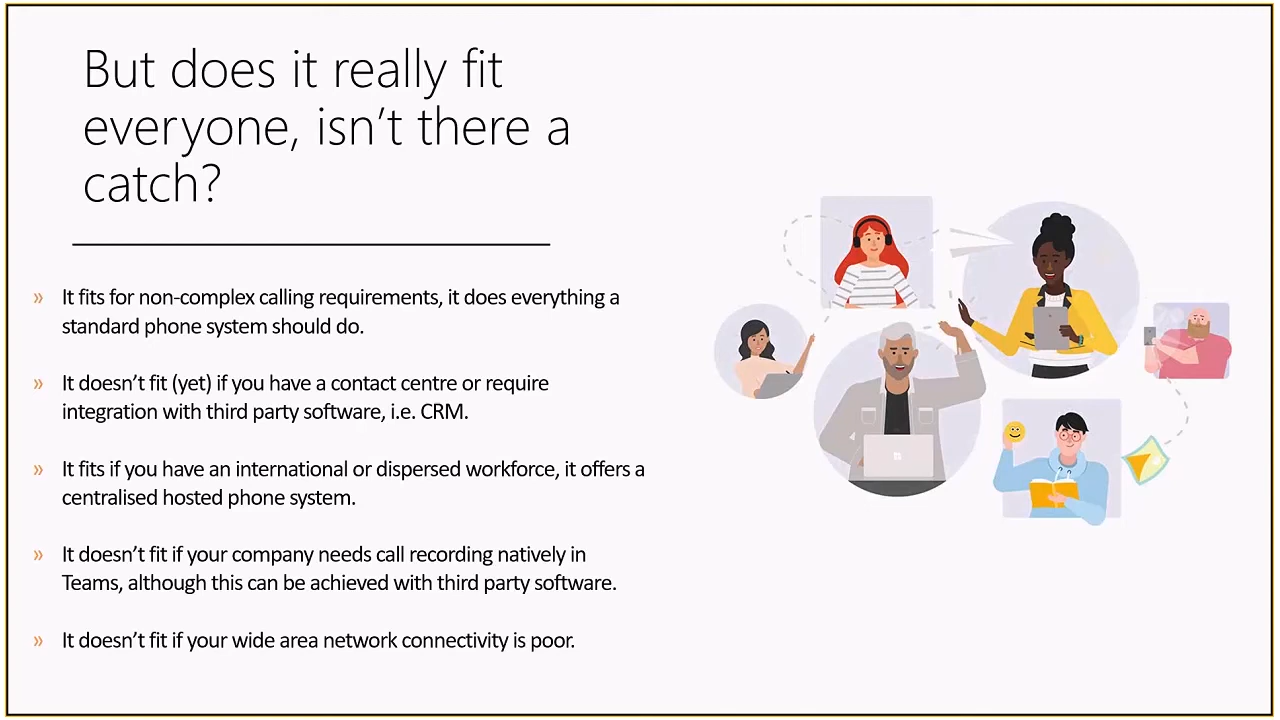 But does it really fit
everyone, isn't there a
catch?
» It fits for non-complex calling requirements, it does everything a
standard phone system should do.
» It doesn't fit (yet) if you have a contact centre or require
integration with third party software, i.e. CRM.
» It fits if you have an international or dispersed workforce, it offers a
centralised hosted phone system.
» It doesn't fit if your company needs call recording natively in
Teams, although this can be achieved with third party software.
» It doesn't fit if your wide area network connectivity is poor.